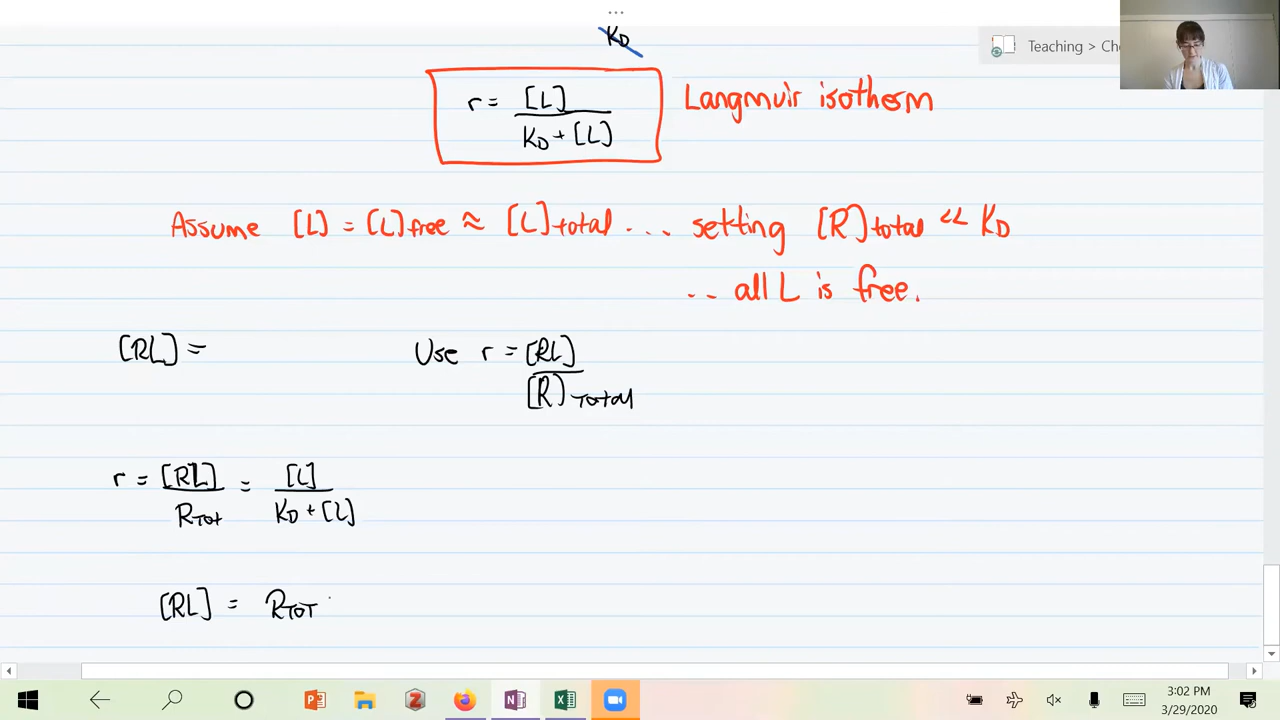 KD
Teaching > Che
r = [L] / KD + [L] Langmuir isotherm
Assume [L] = [L]free ≈ [L]total .... setting [R]total << KD
.. all L is free.
[RL] = Use r = [RL] / [R]Total
r = [RL] / RTot = [L] / KD + [L]
[RL] = RTOT
3:02 PM
3/29/2020